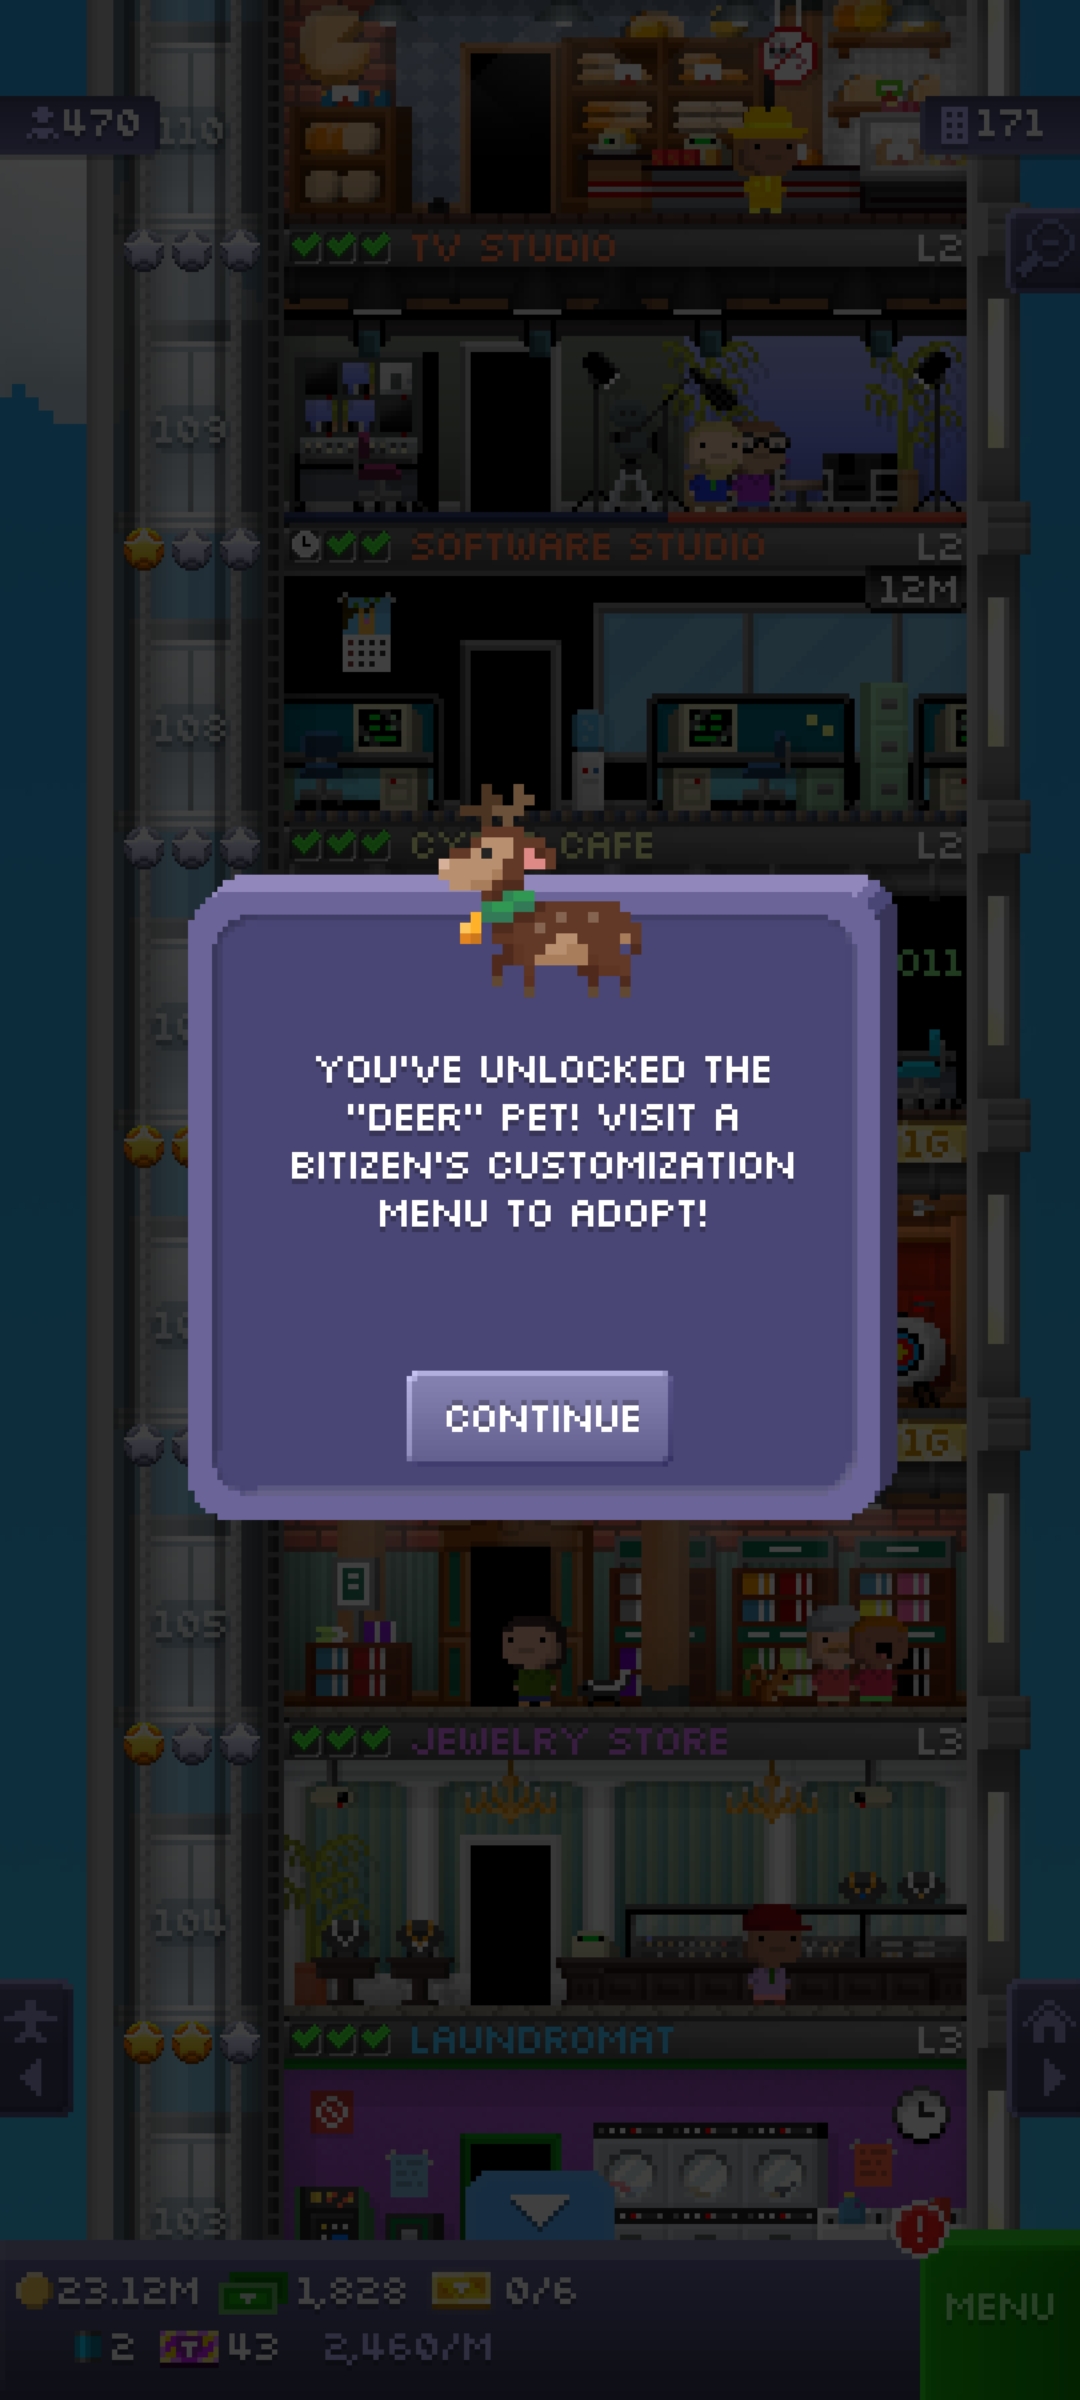 470
110
171
TV STUDIO
L2
109
SOFTWARE STUDIO
L2
12M
108
CAFE
L2
YOU'VE UNLOCKED THE
"DEER" PET! VISIT A
BITIZEN'S CUSTOMIZATION
MENU TO ADOPT!
1G
CONTINUE
1G
105
JEWELRY STORE
L3
104
LAUNDROMAT
L3
103
23.12M
1,828
0/6
MENU
2
T
43
2,460/M